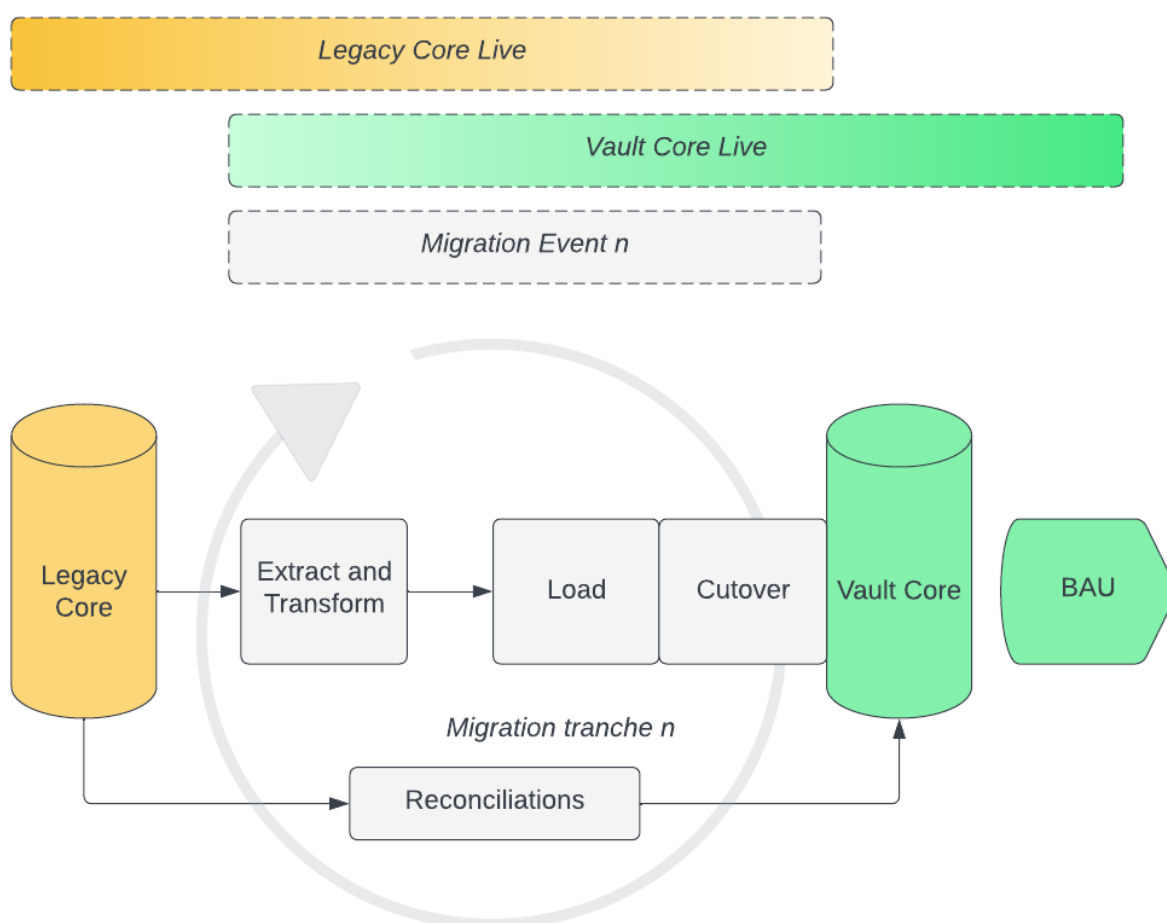 Legacy Core Live
Vault Core Live
Migration Event n
Legacy
Core
Extract and
Transform
Load
Cutover
Vault Core
BAU
Migration tranche n
Reconciliations